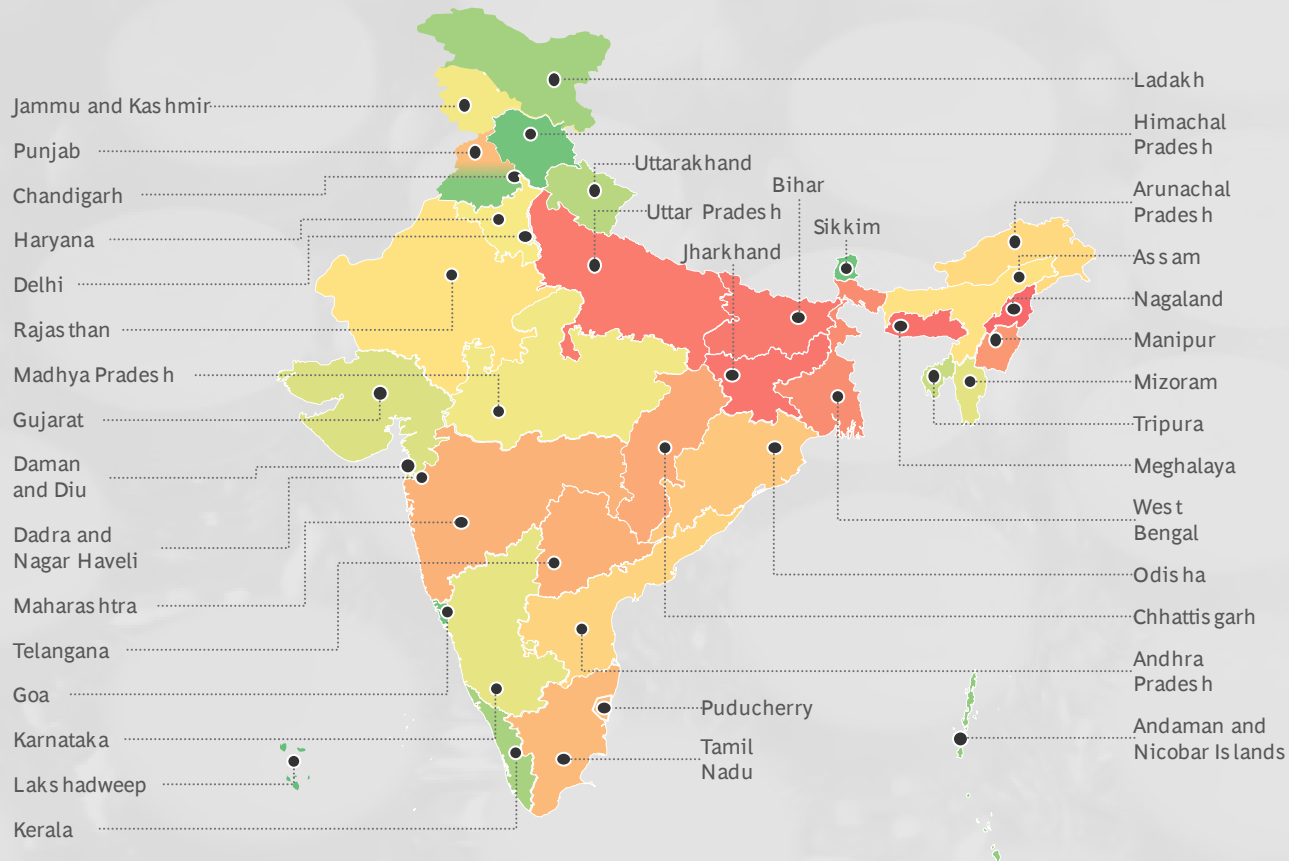 Jammu and Kashmir
Punjab
Chandigarh
Haryana
Delhi
Rajasthan
Madhya Pradesh
Gujarat
Daman
and Diu
Dadra and
Nagar Haveli
Maharashtra
Telangana
Goa
Karnataka
Lakshadweep
Kerala
Uttarakhand
Uttar Pradesh
Bihar
Jharkhand
Sikkim
Puducherry
Tamil
Nadu
Ladakh
Himachal
Pradesh
Arunachal
Pradesh
Assam
Nagaland
Manipur
Mizoram
Tripura
Meghalaya
West
Bengal
Odisha
Chhattisgarh
Andhra
Pradesh
Andaman and
Nicobar Islands